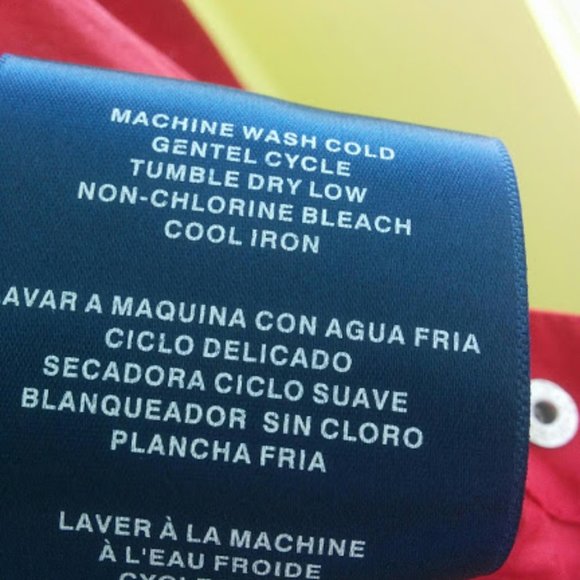 MACHINE WASH COLD
GENTEL CYCLE
TUMBLE DRY LOW
NON-CHLORINE BLEACH
COOL IRON
AVAR A MAQUINA CON AGUA FRIA
CICLO DELICADO
SECADORA CICLO SUAVE
BLANQUEADOR SIN CLORO
PLANCHA FRIA
LAVER À LA MACHINE
À L'EAU FROIDE